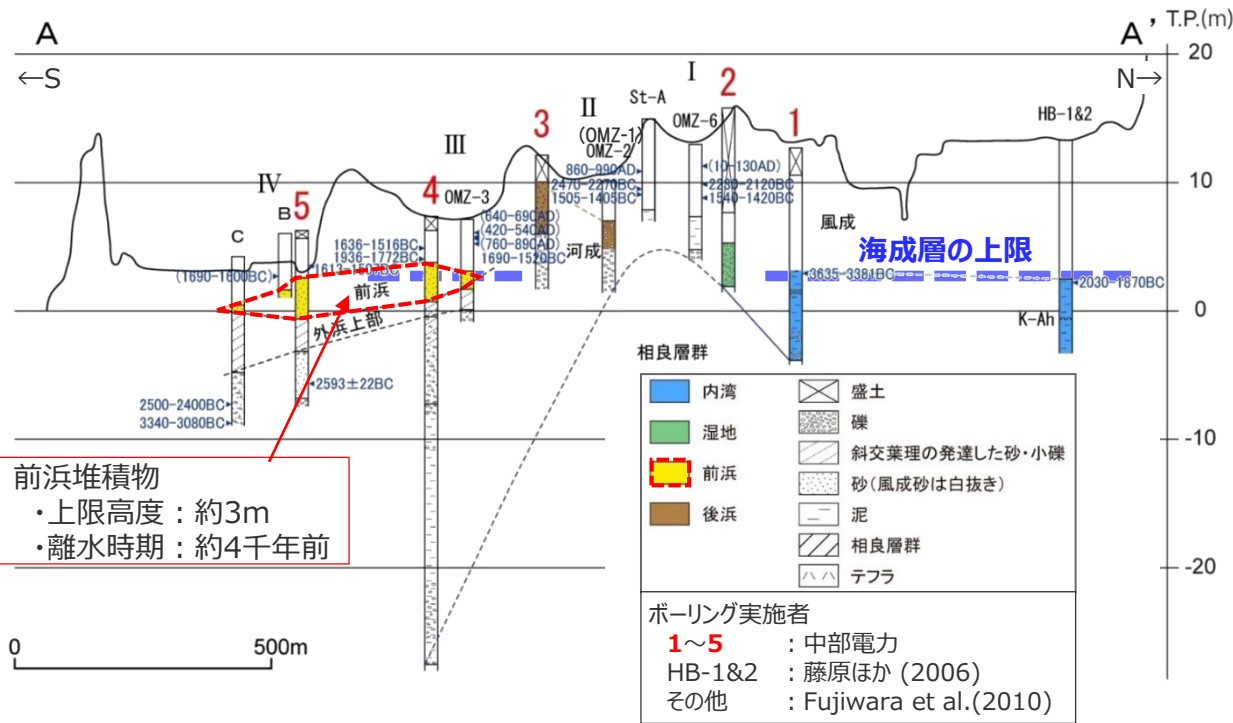 A
A'
T.P.(m)
←S
N→
20
10
0
-10
-20
I
II
III
IV
St-A
2
OMZ-6
1
HB-1&2
3
(OMZ-1)
OMZ-2
4
OMZ-3
B
5
C
860-990AD
2470-2270BC
1505-1405BC
(10-130AD)
2280-2120BC
1540-1420BC
(640-690AD)
(420-540AD)
(760-890AD)
1690-1520BC
1636-1516BC
1936-1772BC
1613-1507BC
(1690-1600BC)
風成
河成
海成層の上限
3635-3381BC
2030-1870BC
K-Ah
前浜
外浜上部
2593±22BC
2500-2400BC
3340-3080BC
相良層群
内湾
湿地
前浜
後浜
盛土
礫
斜交葉理の発達した砂・小礫
砂(風成砂は白抜き)
泥
相良層群
テフラ
前浜堆積物
・上限高度：約3m
・離水時期：約4千年前
0
500m
ボーリング実施者
1～5 ：中部電力
HB-1&2 ：藤原ほか (2006)
その他 ：Fujiwara et al.(2010)